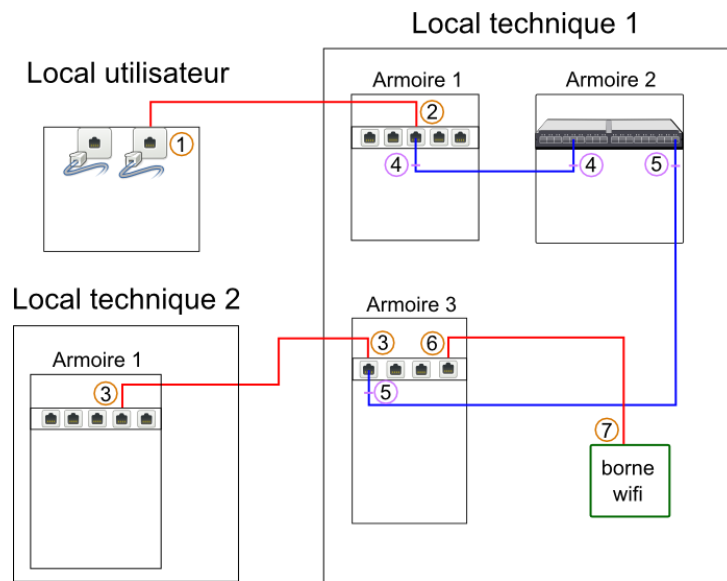 Local technique 1
Local utilisateur
Armoire 1
Armoire 2
2
1
4
4
5
Local technique 2
Armoire 3
Armoire 1
3
6
3
5
7
borne
wifi